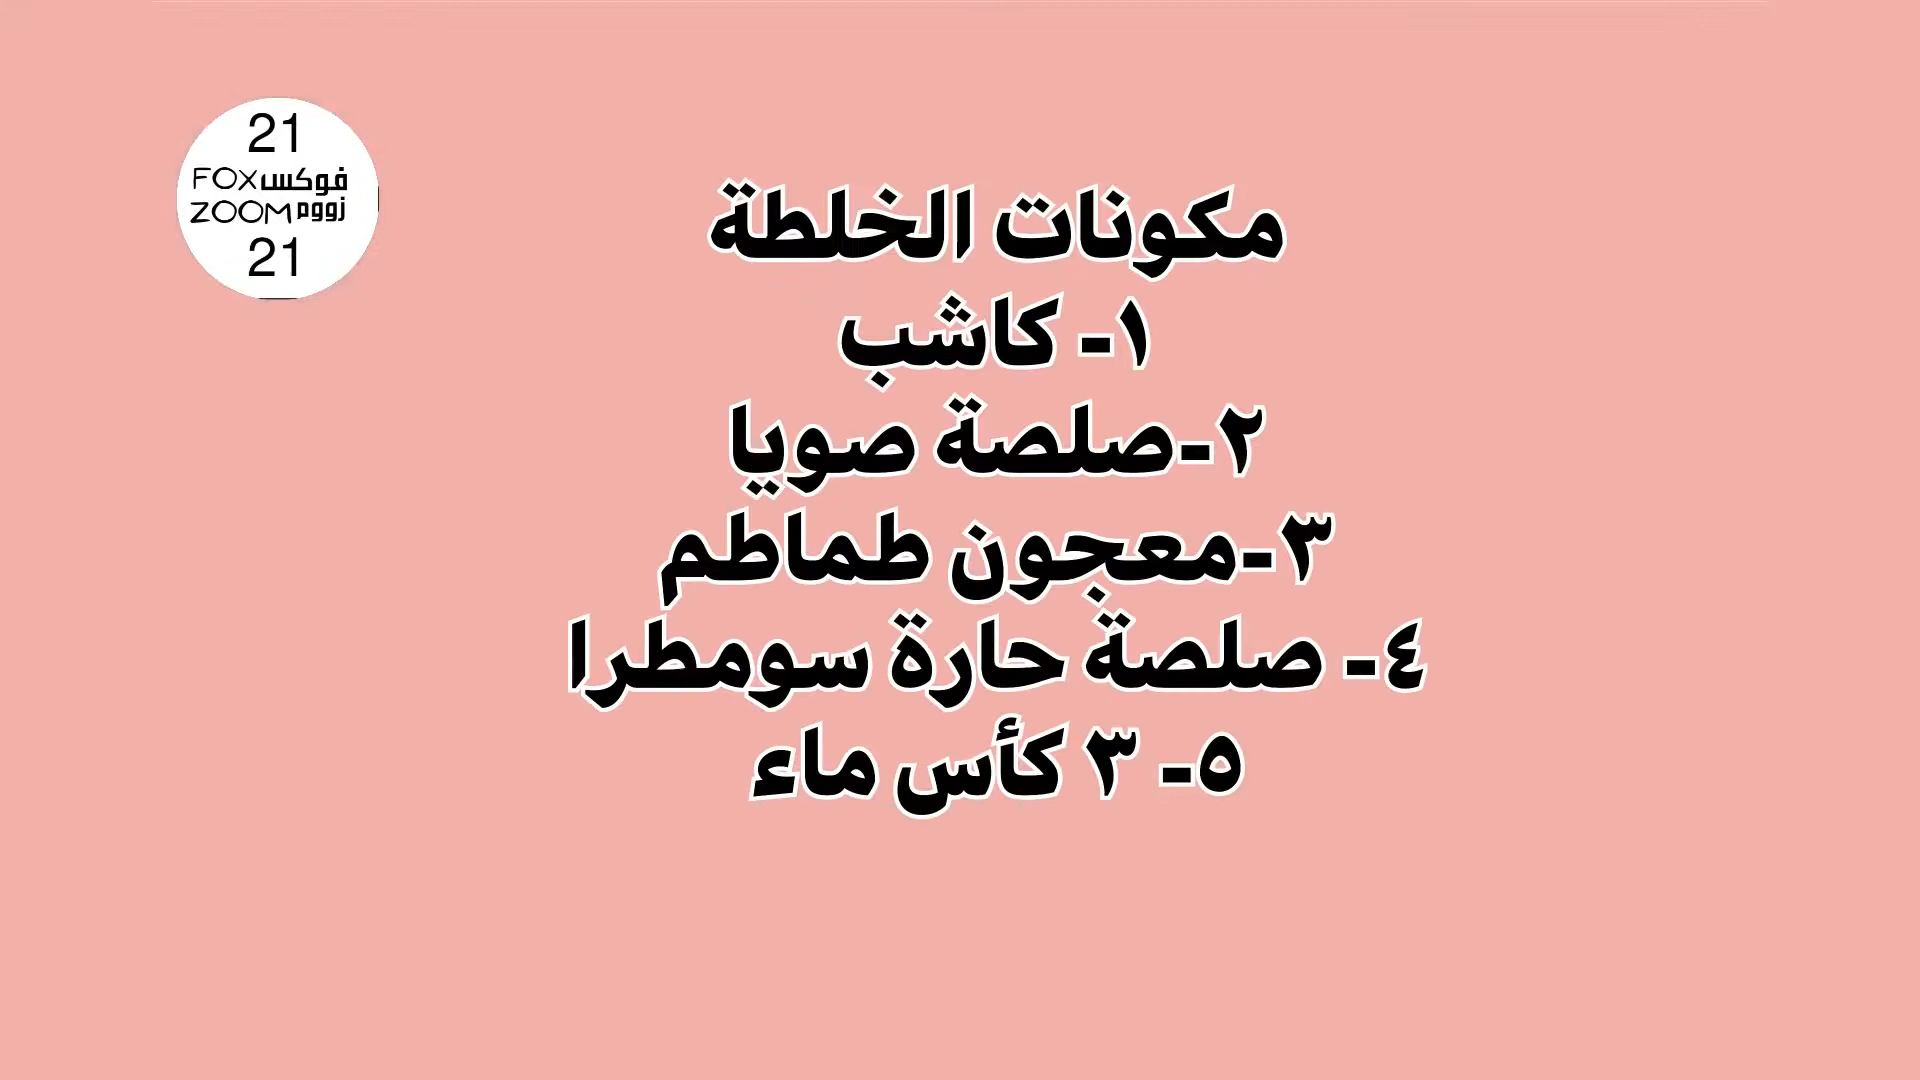 21
FOX فوكس
ZOOM زووم
21
مكونات الخلطة
١- كاشب
٢-صلصة صويا
٣-معجون طماطم
٤- صلصة حارة سومطرا
٥- ٣ كأس ماء